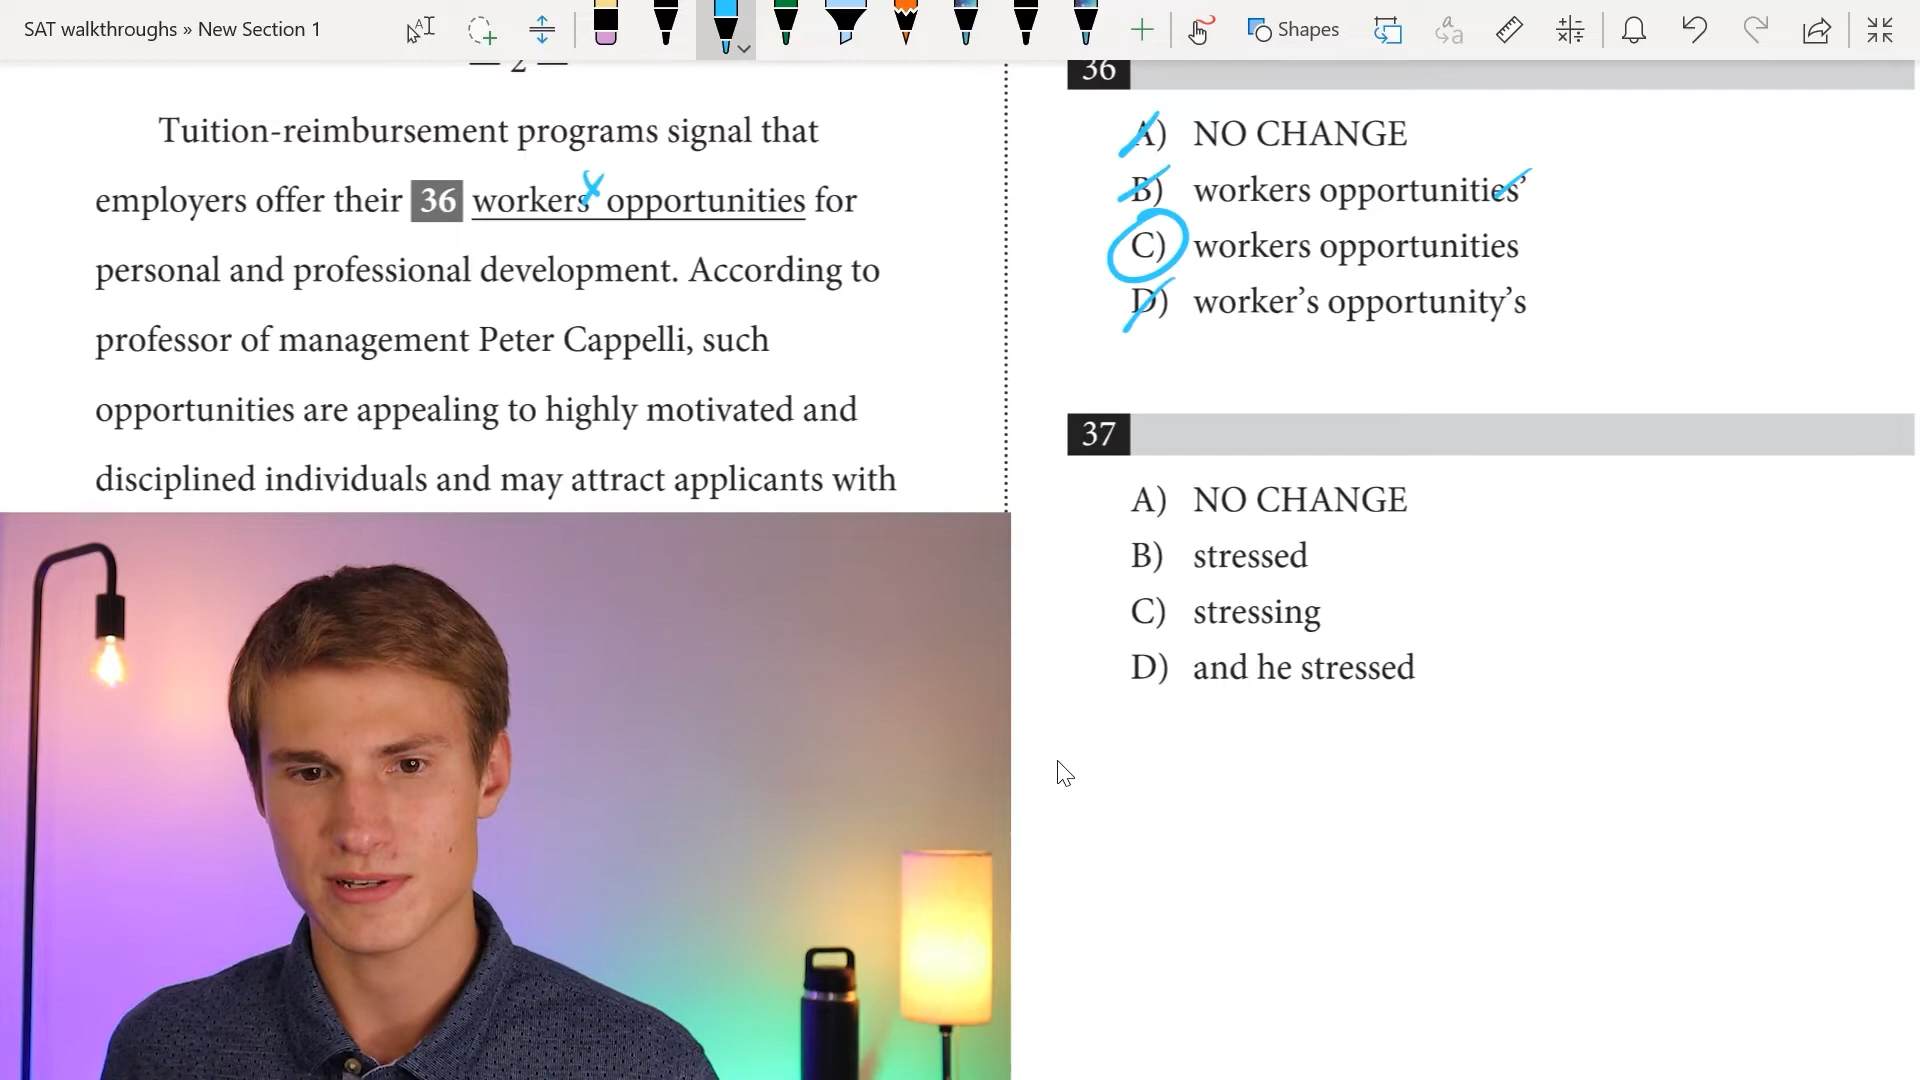 SAT walkthroughs » New Section 1
Shapes
— 2 —
Tuition-reimbursement programs signal that
employers offer their 36 workers’ opportunities for
personal and professional development. According to
professor of management Peter Cappelli, such
opportunities are appealing to highly motivated and
disciplined individuals and may attract applicants with
36
A) NO CHANGE
B) workers opportunities’
C) workers opportunities
D) worker’s opportunity’s
37
A) NO CHANGE
B) stressed
C) stressing
D) and he stressed